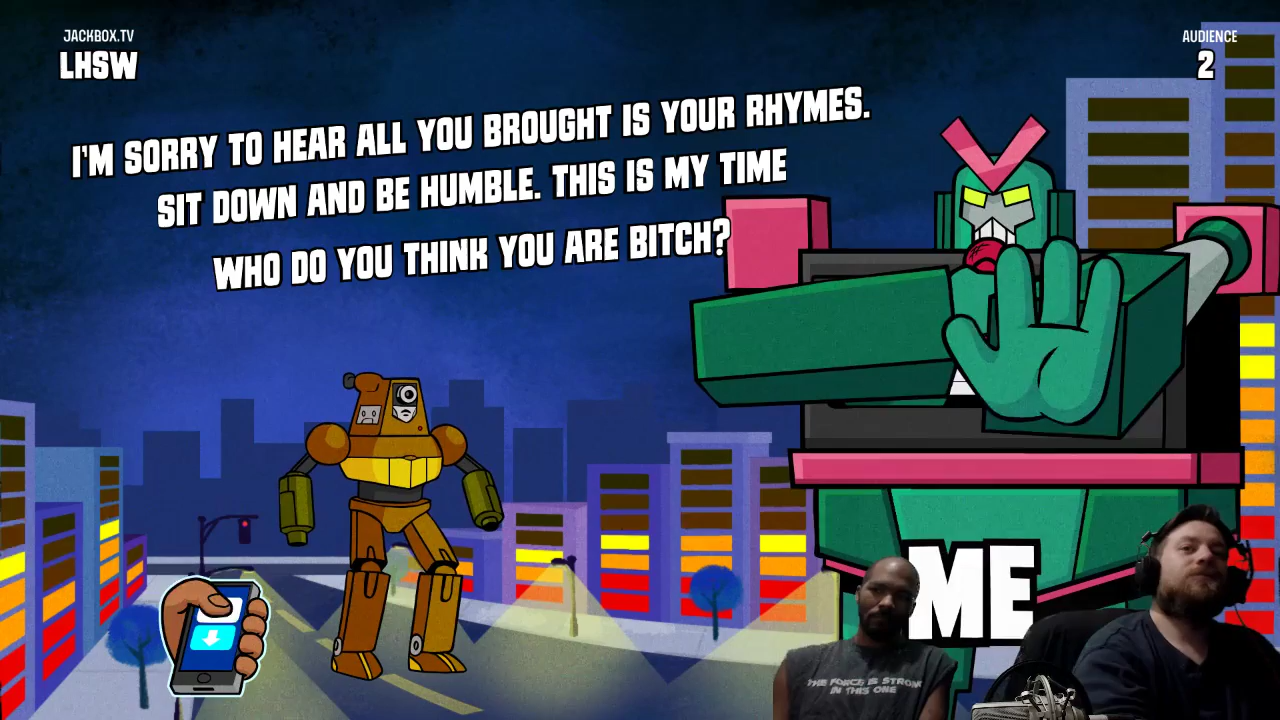 JACKBOX.TV
LHSW
AUDIENCE
2
I'M SORRY TO HEAR ALL YOU BROUGHT IS YOUR RHYMES.
SIT DOWN AND BE HUMBLE. THIS IS MY TIME
WHO DO YOU THINK YOU ARE BITCH?
ME
THE FORCE IS STRONG
IN THIS ONE